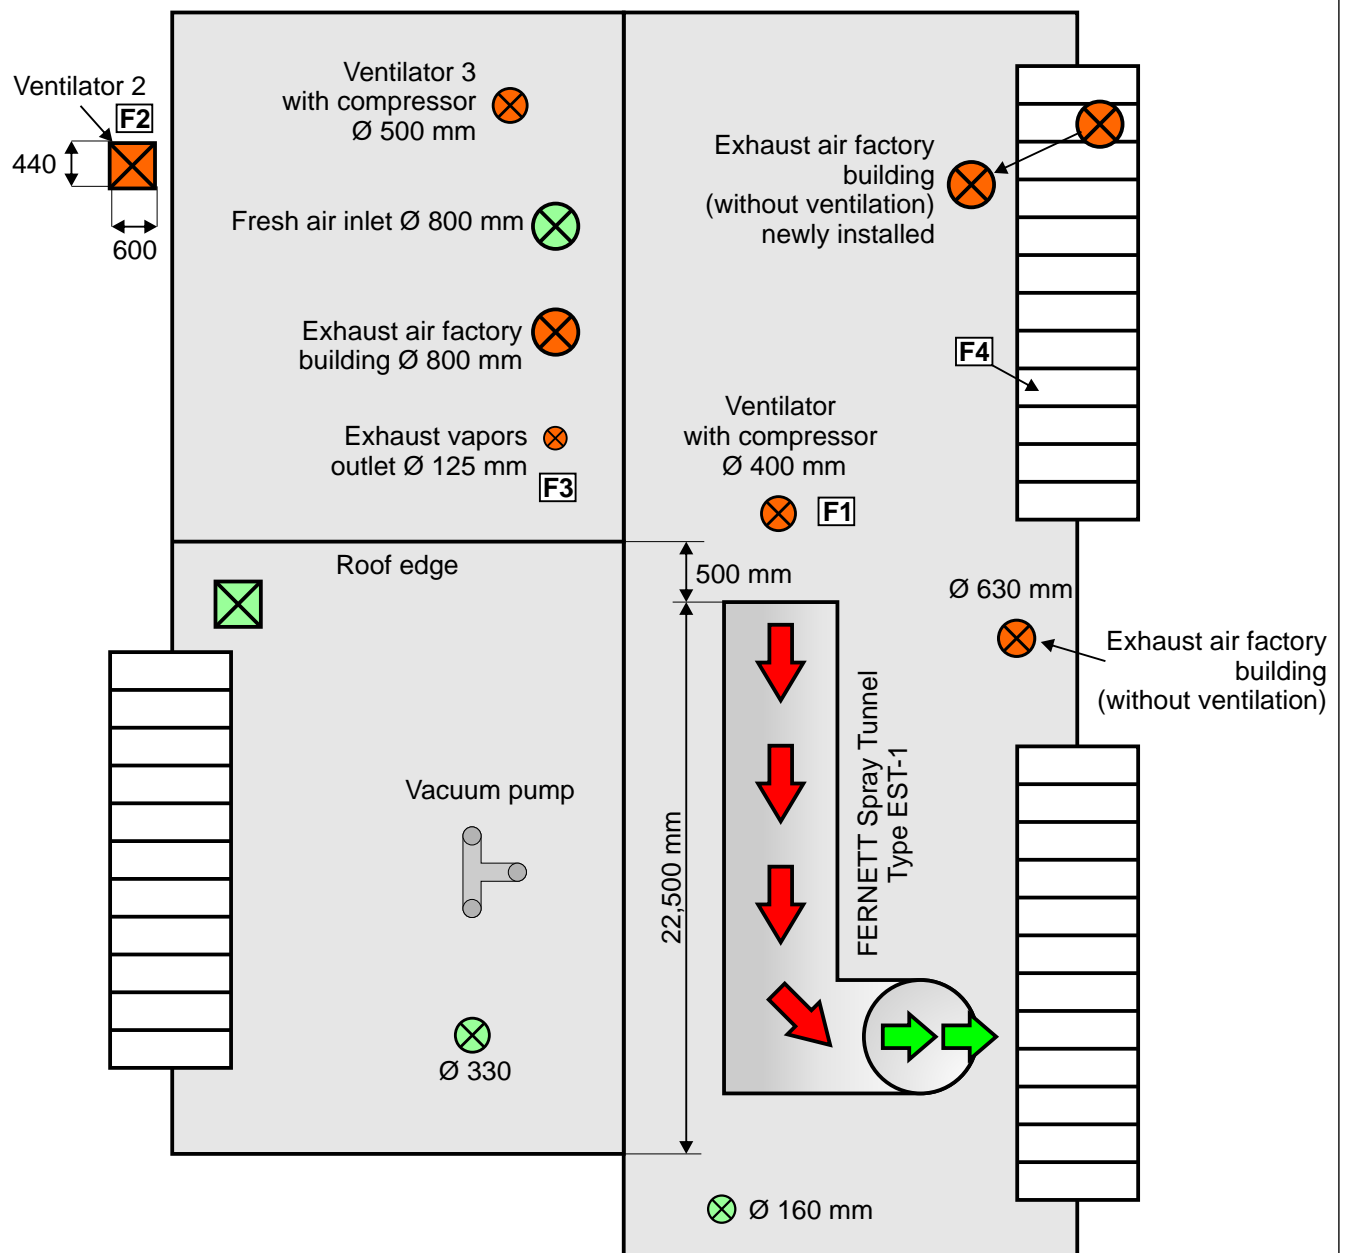 Ventilator 2
F2
440
600
Ventilator 3
with compressor
Ø 500 mm
Fresh air inlet Ø 800 mm
Exhaust air factory
building Ø 800 mm
Exhaust vapors
outlet Ø 125 mm
F3
Exhaust air factory
building
(without ventilation)
newly installed
F4
Ventilator
with compressor
Ø 400 mm
F1
Roof edge
500 mm
Ø 630 mm
Exhaust air factory
building
(without ventilation)
FERNETT Spray Tunnel
Type EST-1
Vacuum pump
22,500 mm
Ø 330
Ø 160 mm